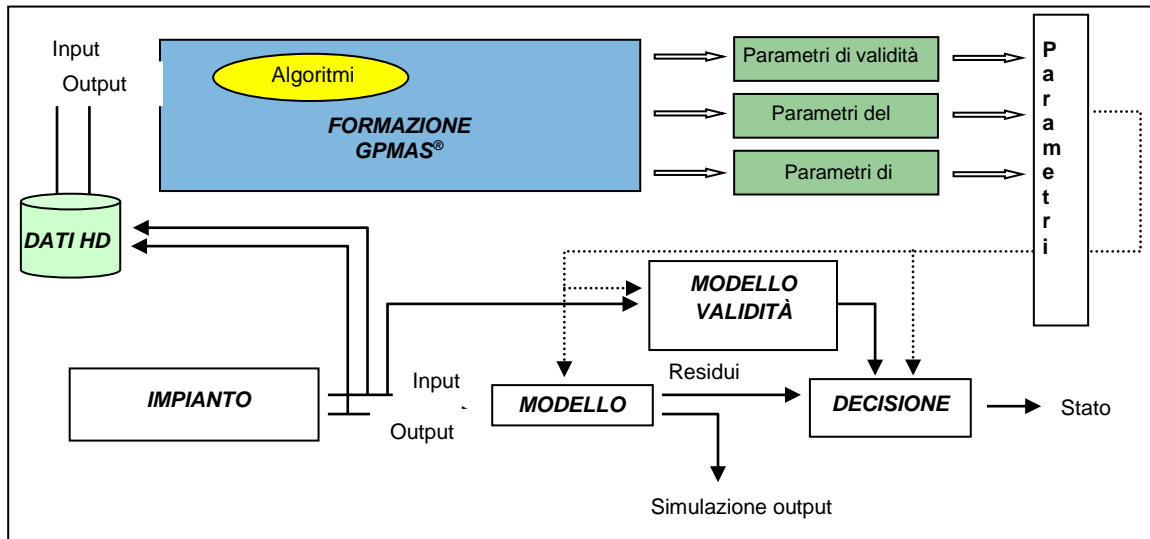 Input
Output
Algoritmi
FORMAZIONE
GPMAS®
Parametri di validità
Parametri del
Parametri di
Parametri
DATI HD
MODELLO
VALIDITÀ
IMPIANTO
Input
Output
MODELLO
Residui
DECISIONE
Stato
Simulazione output